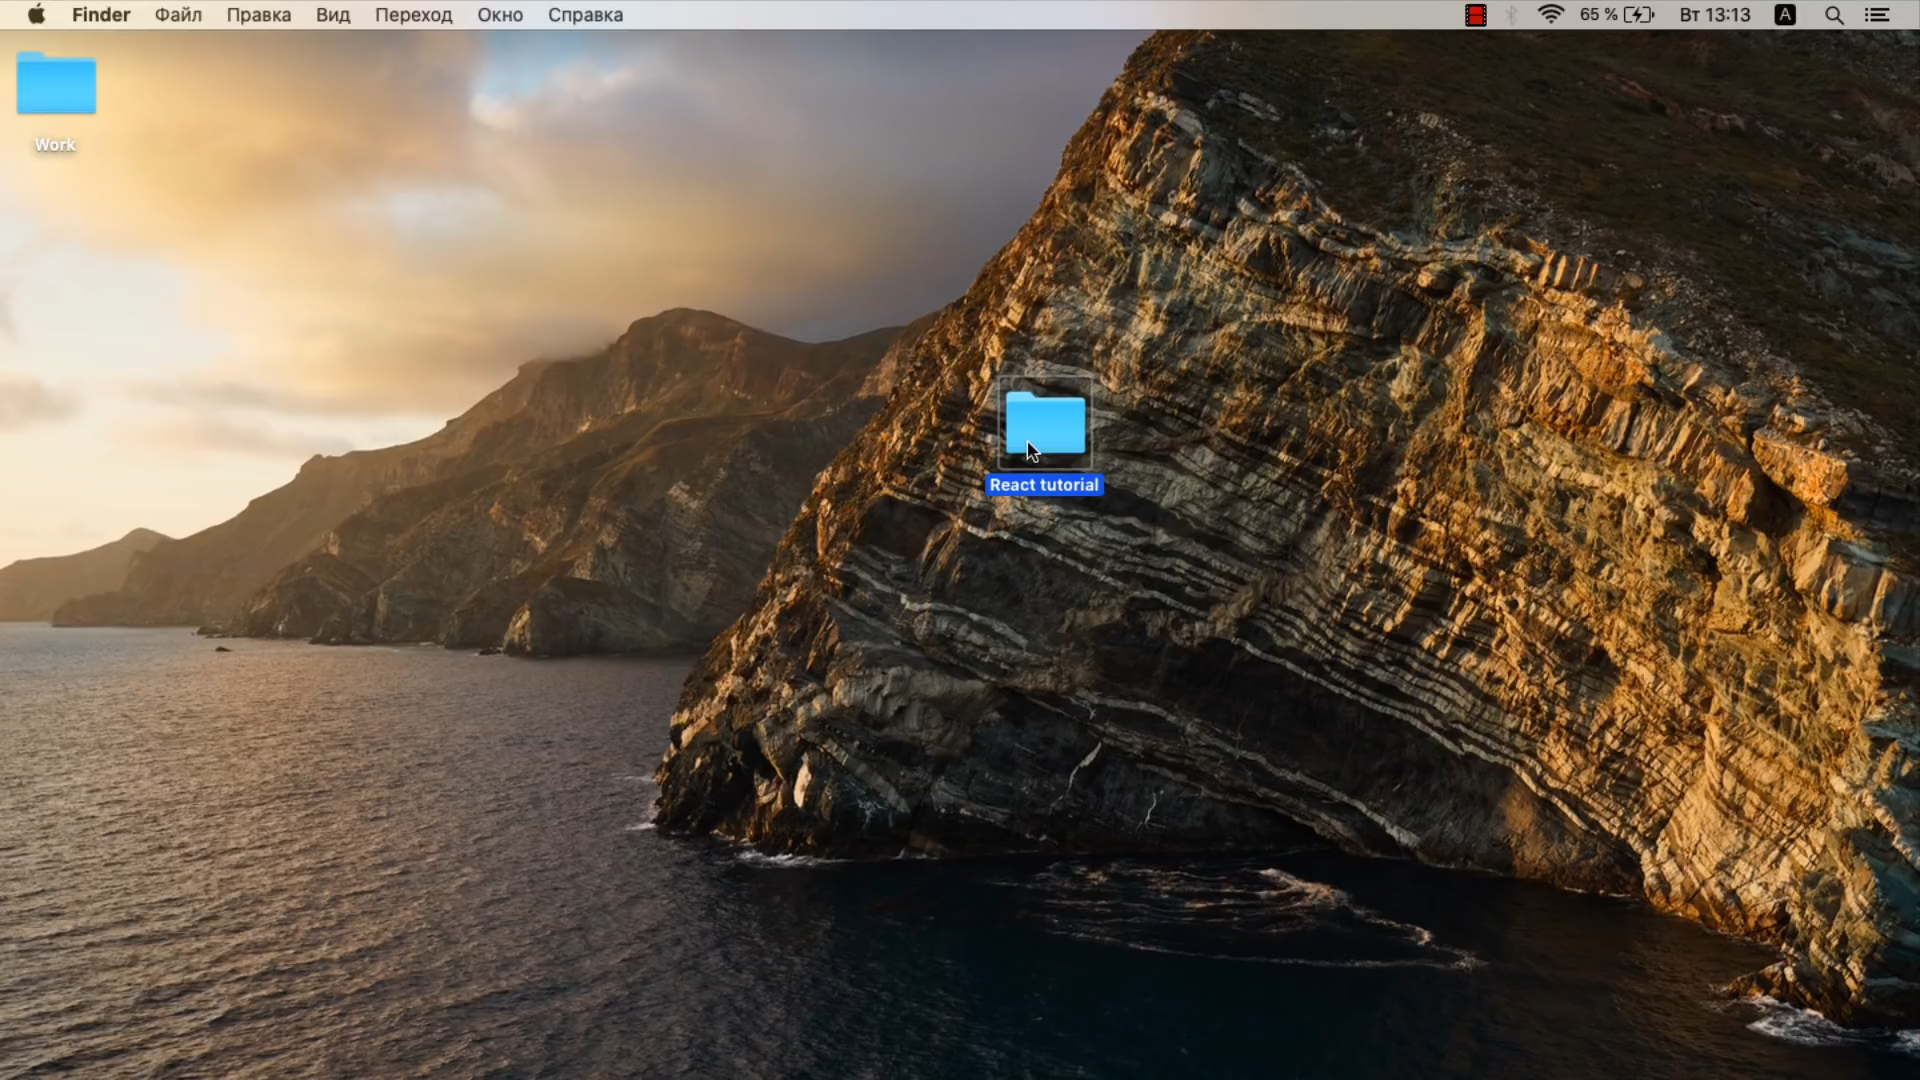 Finder Файл Правка Вид Переход Окно Справка 65 % Вт 13:13 A
Work
React tutorial